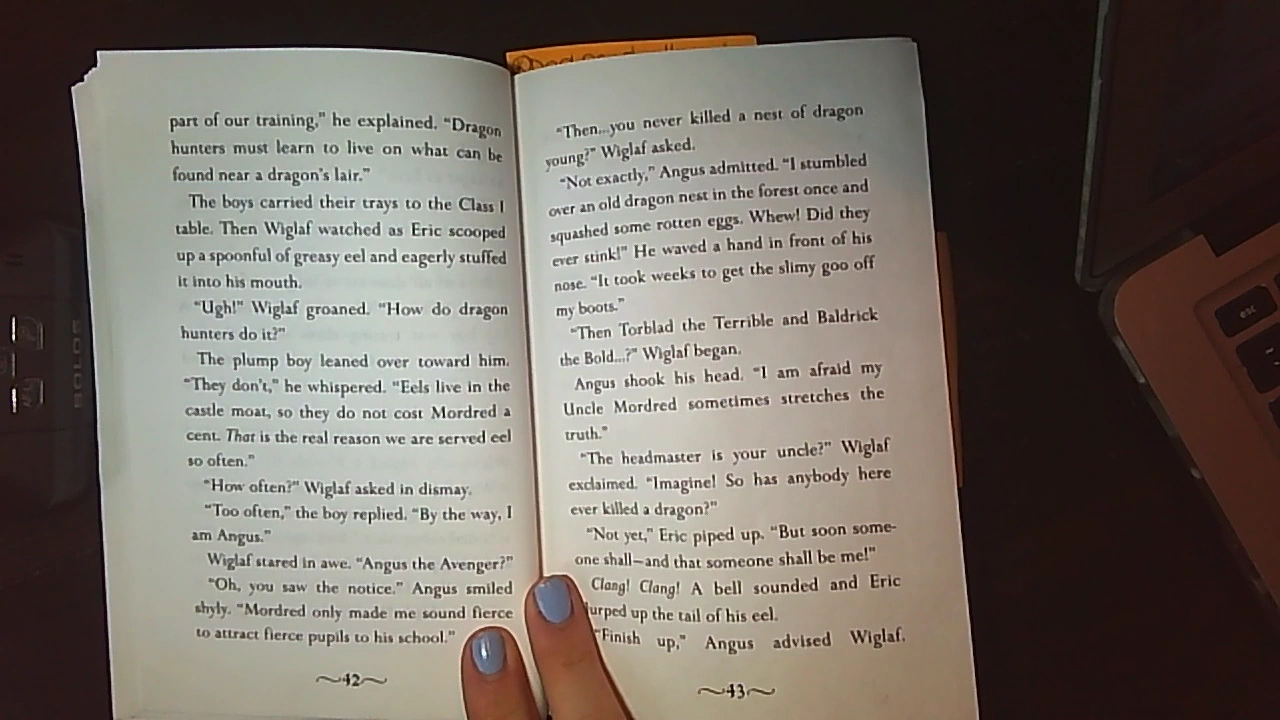 part of our training,” he explained. “Dragon
hunters must learn to live on what can be
found near a dragon’s lair.”
The boys carried their trays to the Class I
table. Then Wiglaf watched as Eric scooped
up a spoonful of greasy eel and eagerly stuffed
it into his mouth.
“Ugh!” Wiglaf groaned. “How do dragon
hunters do it?”
The plump boy leaned over toward him.
“They don’t,” he whispered. “Eels live in the
castle moat, so they do not cost Mordred a
cent. That is the real reason we are served eel
so often.”
“How often?” Wiglaf asked in dismay.
“Too often,” the boy replied. “By the way, I
am Angus.”
Wiglaf stared in awe. “Angus the Avenger?”
“Oh, you saw the notice.” Angus smiled
shyly. “Mordred only made me sound fierce
to attract fierce pupils to his school.”
~42~
“Then...you never killed a nest of dragon
young?” Wiglaf asked.
“Not exactly,” Angus admitted. “I stumbled
over an old dragon nest in the forest once and
squashed some rotten eggs. Whew! Did they
ever stink!” He waved a hand in front of his
nose. “It took weeks to get the slimy goo off
my boots.”
“Then Torblad the Terrible and Baldrick
the Bold...?” Wiglaf began.
Angus shook his head. “I am afraid my
Uncle Mordred sometimes stretches the
truth.”
“The headmaster is your uncle?” Wiglaf
exclaimed. “Imagine! So has anybody here
ever killed a dragon?”
“Not yet,” Eric piped up. “But soon some-
one shall—and that someone shall be me!”
Clang! Clang! A bell sounded and Eric
lurped up the tail of his eel.
“Finish up,” Angus advised Wiglaf.
~43~
esc